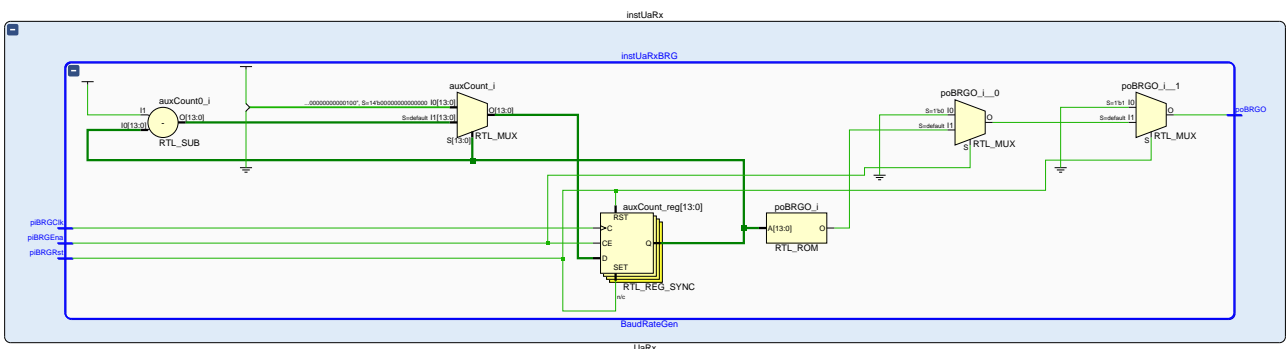 instUaRx
instUaRxBRG
auxCount0_i
I1
I0[13:0]
O[13:0]
-
RTL_SUB
auxCount_i
...00000000000100", S=14'b00000000000000 I0[13:0]
S=default I1[13:0]
S[13:0]
O[13:0]
RTL_MUX
poBRGO_i__0
S=1'b0 I0
S=default I1
S
O
RTL_MUX
poBRGO_i__1
S=1'b1 I0
S=default I1
S
O
RTL_MUX
poBRGO
piBRGClk
piBRGEna
piBRGRst
auxCount_reg[13:0]
RST
C
CE
D
Q
SET
n/c
RTL_REG_SYNC
poBRGO_i
A[13:0]
O
RTL_ROM
BaudRateGen
UaRx